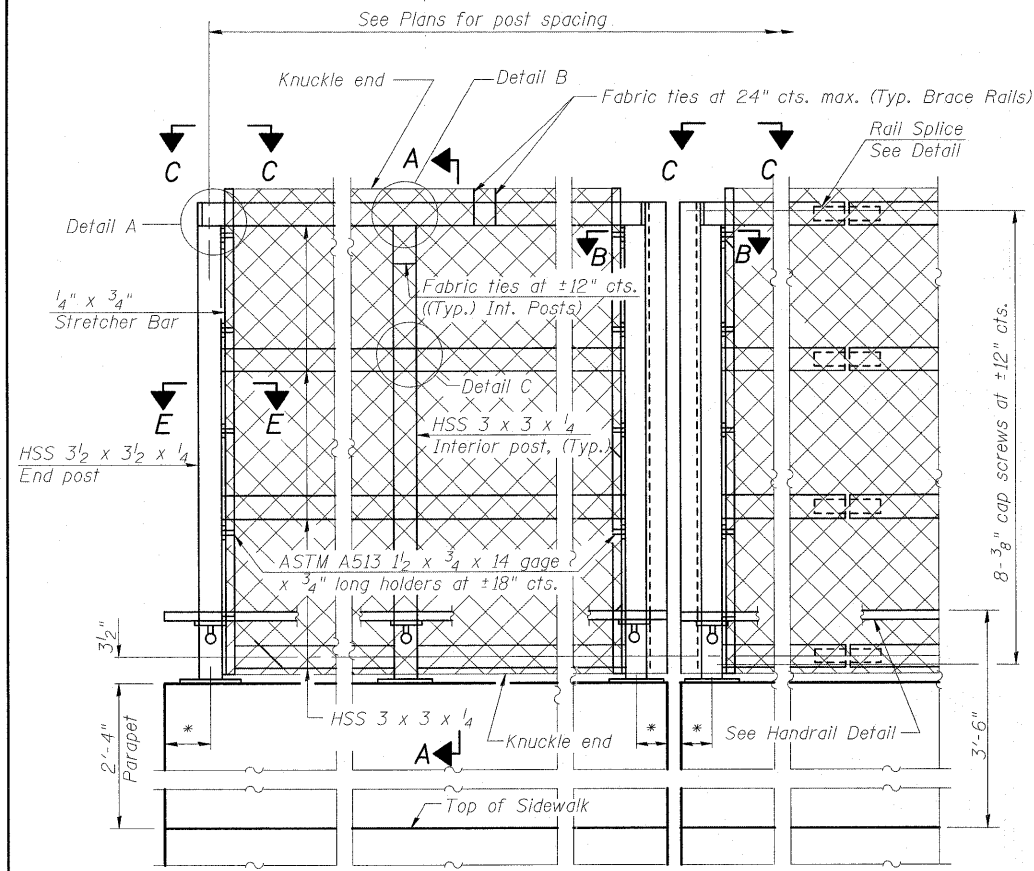 See Plans for post spacing
Knuckle end
Detail B
Fabric ties at 24" cts. max. (Typ. Brace Rails)
Rail Splice
See Detail
C
C
A
C
C
Detail A
B
B
Fabric ties at ±12" cts.
((Typ.) Int. Posts)
1/4" x 3/4"
Stretcher Bar
Detail C
E
E
HSS 3 x 3 x 1/4
Interior post, (Typ.)
HSS 3 1/2 x 3 1/2 x 1/4
End post
8-3/8" cap screws at ±12" cts.
ASTM A513 1 1/2 x 3/4 x 14 gage
x 3/4" long holders at ±18" cts.
3 1/2"
HSS 3 x 3 x 1/4
2'-4"
Parapet
*
*
*
See Handrail Detail
3'-6"
A
Knuckle end
Top of Sidewalk